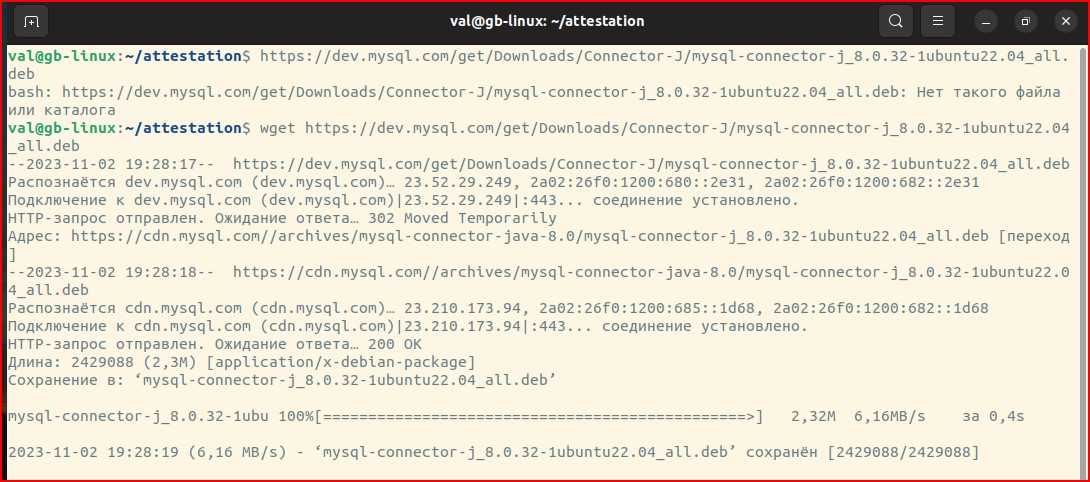 val@gb-linux: ~/attestation
val@gb-linux:~/attestation$ https://dev.mysql.com/get/Downloads/Connector-J/mysql-connector-j_8.0.32-1ubuntu22.04_all.
deb
bash: https://dev.mysql.com/get/Downloads/Connector-J/mysql-connector-j_8.0.32-1ubuntu22.04_all.deb: Нет такого файла
или каталога
val@gb-linux:~/attestation$ wget https://dev.mysql.com/get/Downloads/Connector-J/mysql-connector-j_8.0.32-1ubuntu22.04
_all.deb
--2023-11-02 19:28:17--  https://dev.mysql.com/get/Downloads/Connector-J/mysql-connector-j_8.0.32-1ubuntu22.04_all.deb
Распознаётся dev.mysql.com (dev.mysql.com)… 23.52.29.249, 2a02:26f0:1200:680::2e31, 2a02:26f0:1200:682::2e31
Подключение к dev.mysql.com (dev.mysql.com)|23.52.29.249|:443... соединение установлено.
HTTP-запрос отправлен. Ожидание ответа… 302 Moved Temporarily
Адрес: https://cdn.mysql.com//archives/mysql-connector-java-8.0/mysql-connector-j_8.0.32-1ubuntu22.04_all.deb [переход
]
--2023-11-02 19:28:18--  https://cdn.mysql.com//archives/mysql-connector-java-8.0/mysql-connector-j_8.0.32-1ubuntu22.0
4_all.deb
Распознаётся cdn.mysql.com (cdn.mysql.com)… 23.210.173.94, 2a02:26f0:1200:685::1d68, 2a02:26f0:1200:682::1d68
Подключение к cdn.mysql.com (cdn.mysql.com)|23.210.173.94|:443... соединение установлено.
HTTP-запрос отправлен. Ожидание ответа… 200 OK
Длина: 2429088 (2,3M) [application/x-debian-package]
Сохранение в: ‘mysql-connector-j_8.0.32-1ubuntu22.04_all.deb’
mysql-connector-j_8.0.32-1ubu 100%[===============================================>]   2,32M  6,16MB/s    за 0,4s
2023-11-02 19:28:19 (6,16 MB/s) - ‘mysql-connector-j_8.0.32-1ubuntu22.04_all.deb’ сохранён [2429088/2429088]